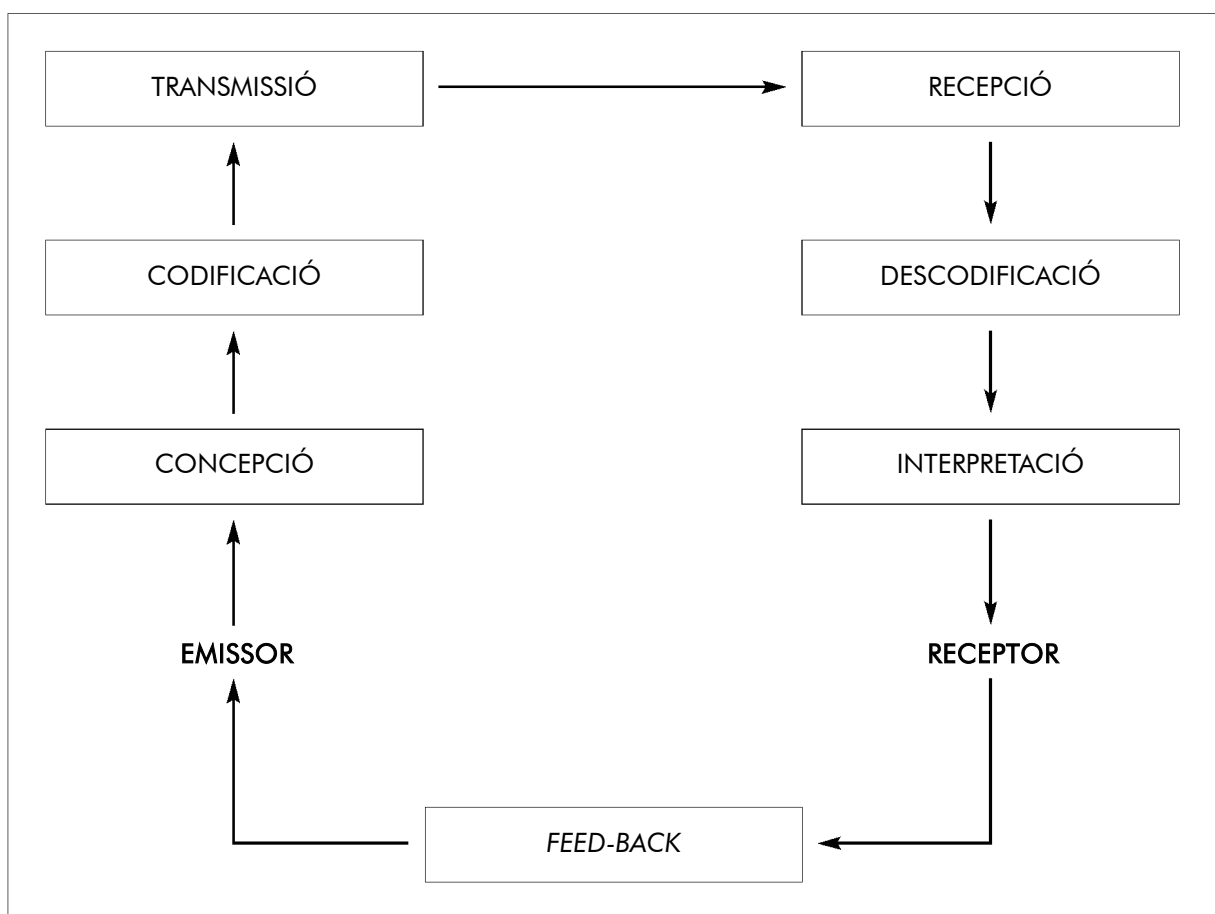 TRANSMISSIÓ
RECEPCIÓ
CODIFICACIÓ
DESCODIFICACIÓ
CONCEPCIÓ
INTERPRETACIÓ
EMISSOR
RECEPTOR
FEED-BACK